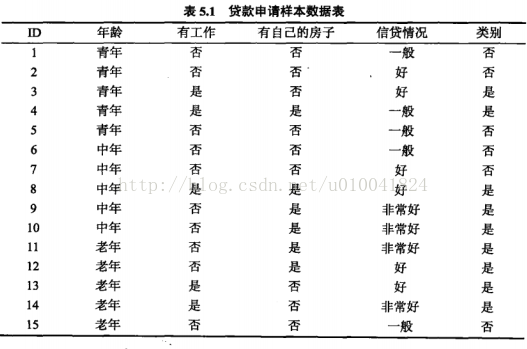 表 5.1 贷款申请样本数据表
ID 年龄 有工作 有自己的房子 信贷情况 类别
1 青年 否 否 一般 否
2 青年 否 否 好 否
3 青年 是 否 好 是
4 青年 是 是 一般 是
5 青年 否 否 一般 否
6 中年 否 否 一般 否
7 中年 否 否 好 否
8 中年 是 是 好 是
9 中年 否 是 非常好 是
10 中年 否 是 非常好 是
11 老年 否 是 非常好 是
12 老年 否 是 好 是
13 老年 是 否 好 是
14 老年 是 否 非常好 是
15 老年 否 否 一般 否
http://blog.csdn.net/u010041824